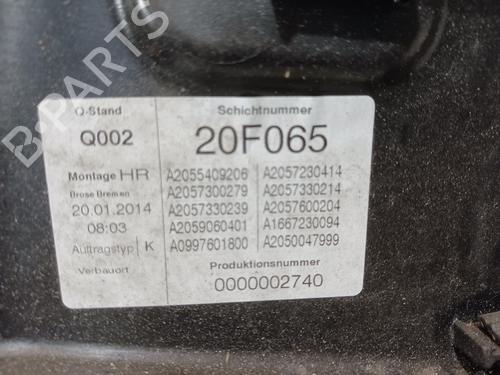 B-PARTS
Q-Stand
Q002
Montage HR
Brose Bremen
20.01.2014
08:03
Auftragstyp K
Verbauort
Schichtnummer
20F065
A2055409206 A2057230414
A2057300279 A2057330214
A2057330239 A2057600204
A2059060401 A1667230094
A0997601800 A2050047999
Produktionsnummer
0000002740